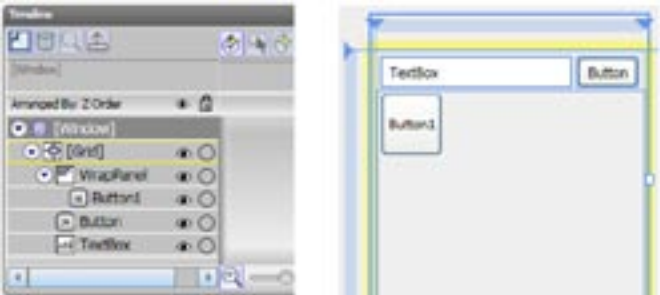 Timeline
[Window]
Arranged By: Z Order
[Window]
[Grid]
WrapPanel
Button1
Button
TextBox
TextBox
Button
Button1